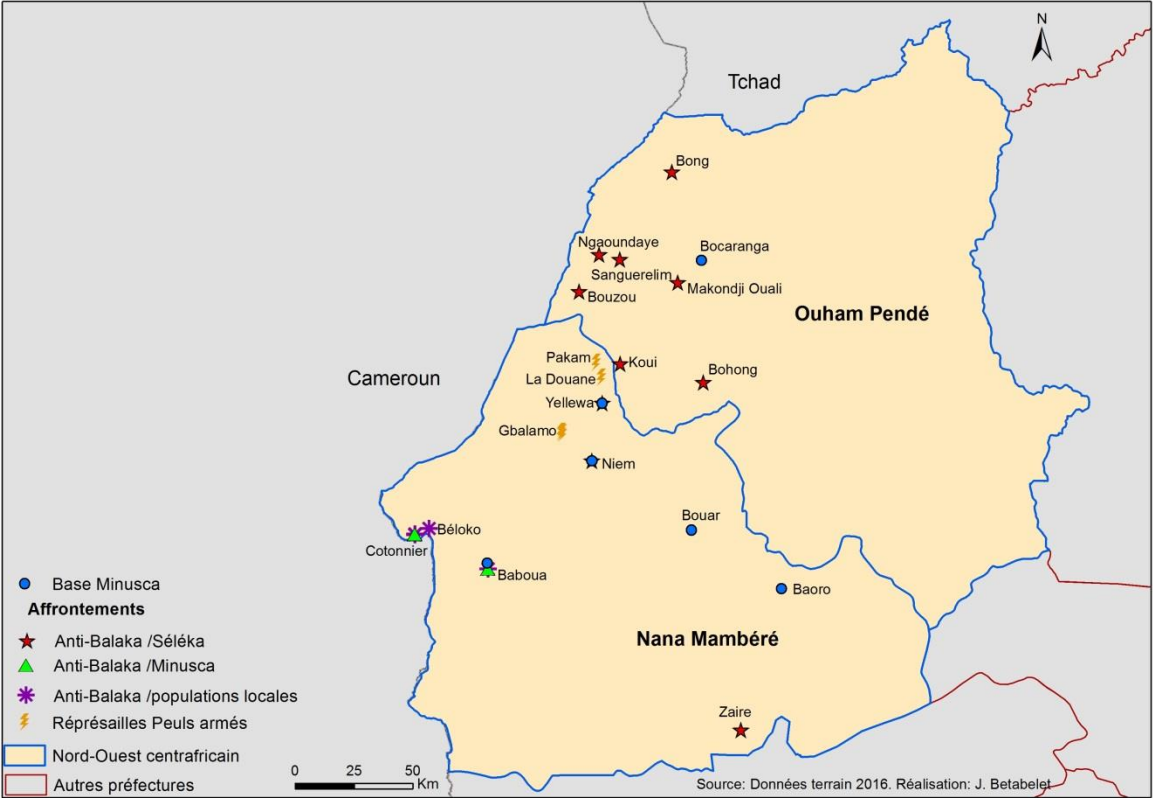 N
Tchad
Bong
Ngaoundaye
Bocaranga
Sanguerelim
Makondji Ouali
Bouzou
Ouham Pendé
Pakam
Koui
Cameroun
La Douane
Bohong
Yellewa
Gbalamo
Niem
Béloko
Bouar
Cotonnier
Baboua
Baoro
Nana Mambéré
Zaire
Base Minusca
Affrontements
Anti-Balaka /Séléka
Anti-Balaka /Minusca
Anti-Balaka /populations locales
Réprésailles Peuls armés
Nord-Ouest centrafricain
Autres préfectures
0 25 50
Km
Source: Données terrain 2016. Réalisation: J. Betabelet